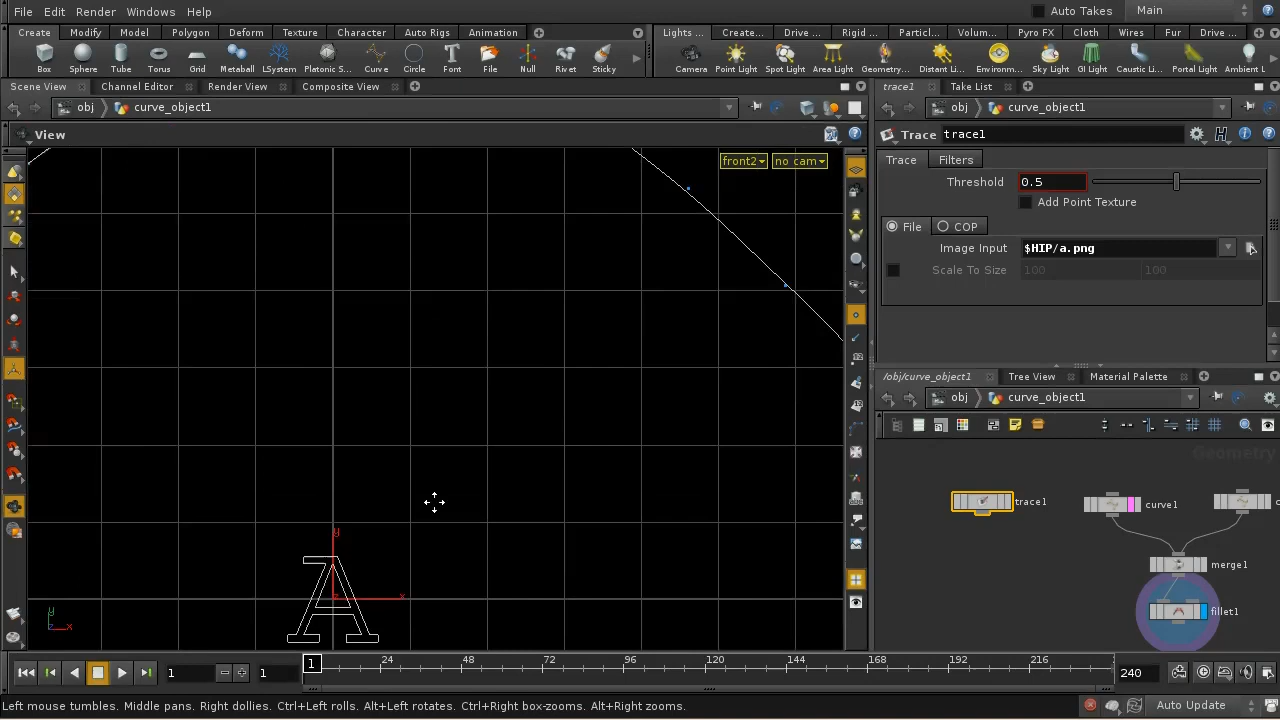 File Edit Render Windows Help
Auto Takes Main
Create Modify Model Polygon Deform Texture Character Auto Rigs Animation
Lights ... Create... Drive ... Rigid ... Particl... Volum... Pyro FX Cloth Wires Fur Drive ...
Box Sphere Tube Torus Grid Metaball LSystem Platonic S... Curve Circle Font File Null Rivet Sticky
Camera Point Light Spot Light Area Light Geometry... Distant Li... Environm... Sky Light GI Light Caustic Li... Portal Light Ambient L
Scene View Channel Editor Render View Composite View
trace1 Take List
obj curve_object1
obj curve_object1
View
Trace trace1
front2 no cam
Trace Filters
Threshold 0.5
Add Point Texture
File COP
Image Input $HIP/a.png
Scale To Size 100 100
/obj/curve_object1 Tree View Material Palette
obj curve_object1
Geometry
trace1 curve1 c
merge1
fillet1
y
x
z
A
y
z x
1 1 1 24 48 72 96 120 144 168 192 216 240
Left mouse tumbles. Middle pans. Right dollies. Ctrl+Left rolls. Alt+Left rotates. Ctrl+Right box-zooms. Alt+Right zooms.
Auto Update